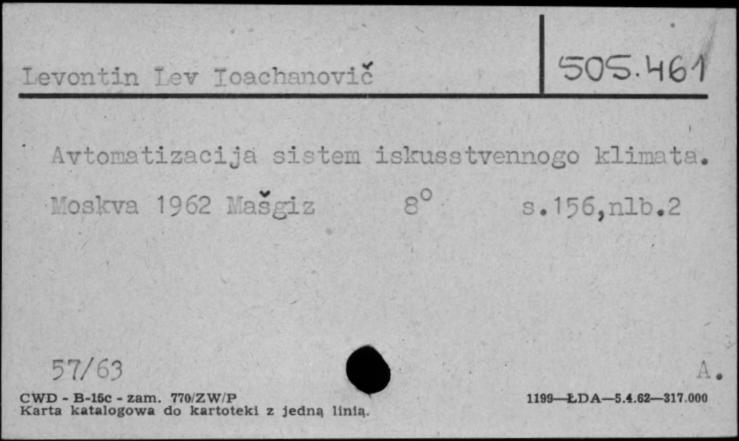 Levontin Lev Ioachanovič
505.461
Avtomatizacija sistem iskusstvennogo klimata.
Moskva 1962 Mašgiz 8° s.156,nlb.2
57/63 A.
CWD - B-15c - zam. 770/ZW/P 1199—ŁDA—5.4.62—317.000
Karta katalogowa do kartoteki z jedną linią.